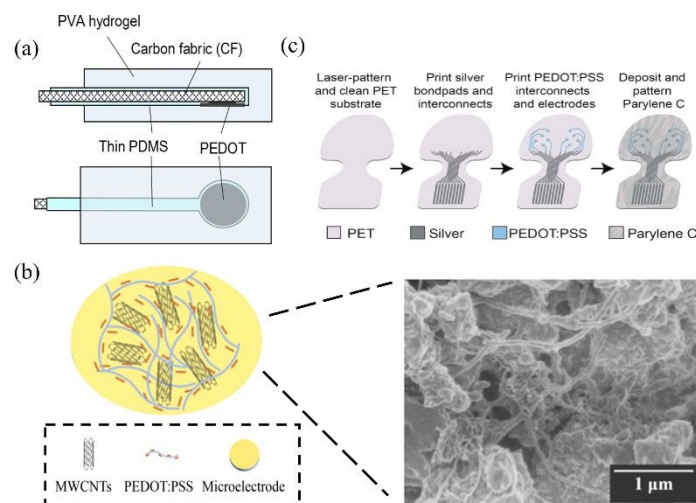 (a)
PVA hydrogel
Carbon fabric (CF)
Thin PDMS
PEDOT
(c)
Laser-pattern
and clean PET
substrate
Print silver
bondpads and
interconnects
Print PEDOT:PSS
interconnects
and electrodes
Deposit and
pattern
Parylene C
PET
Silver
PEDOT:PSS
Parylene C
(b)
MWCNTs
PEDOT:PSS
Microelectrode
1 μm